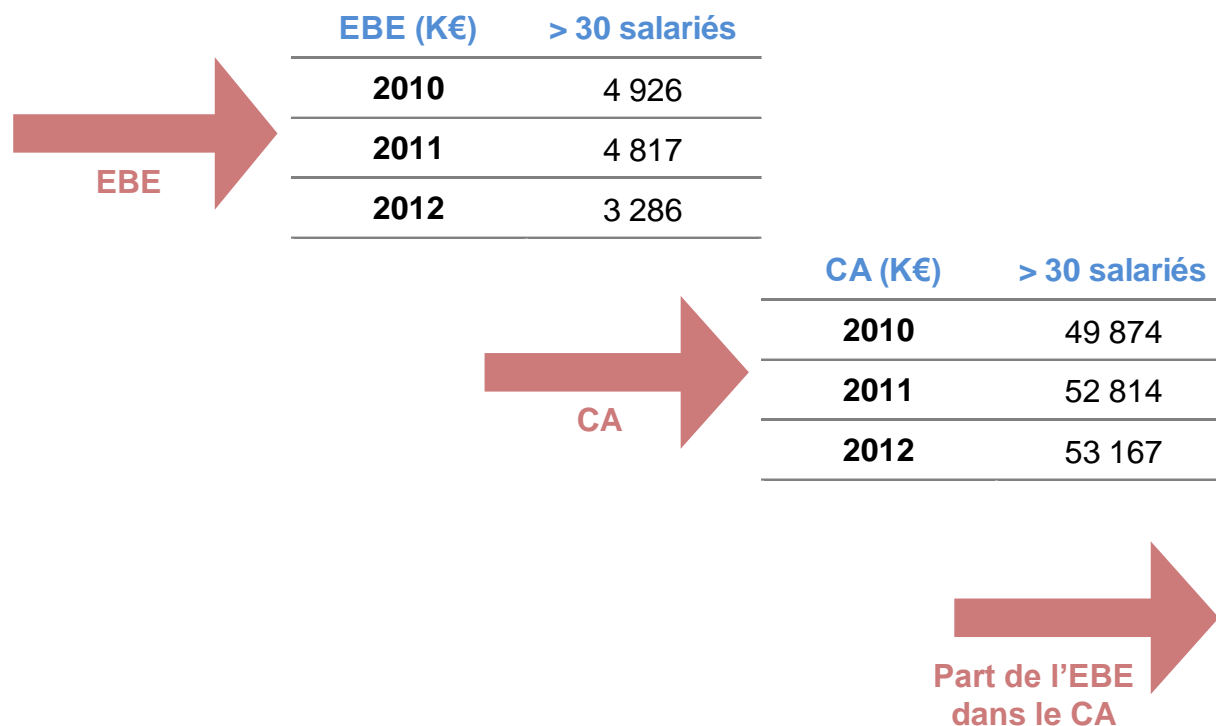 EBE (K€) > 30 salariés
2010 4 926
2011 4 817
2012 3 286
EBE
CA (K€) > 30 salariés
2010 49 874
2011 52 814
2012 53 167
CA
Part de l’EBE
dans le CA